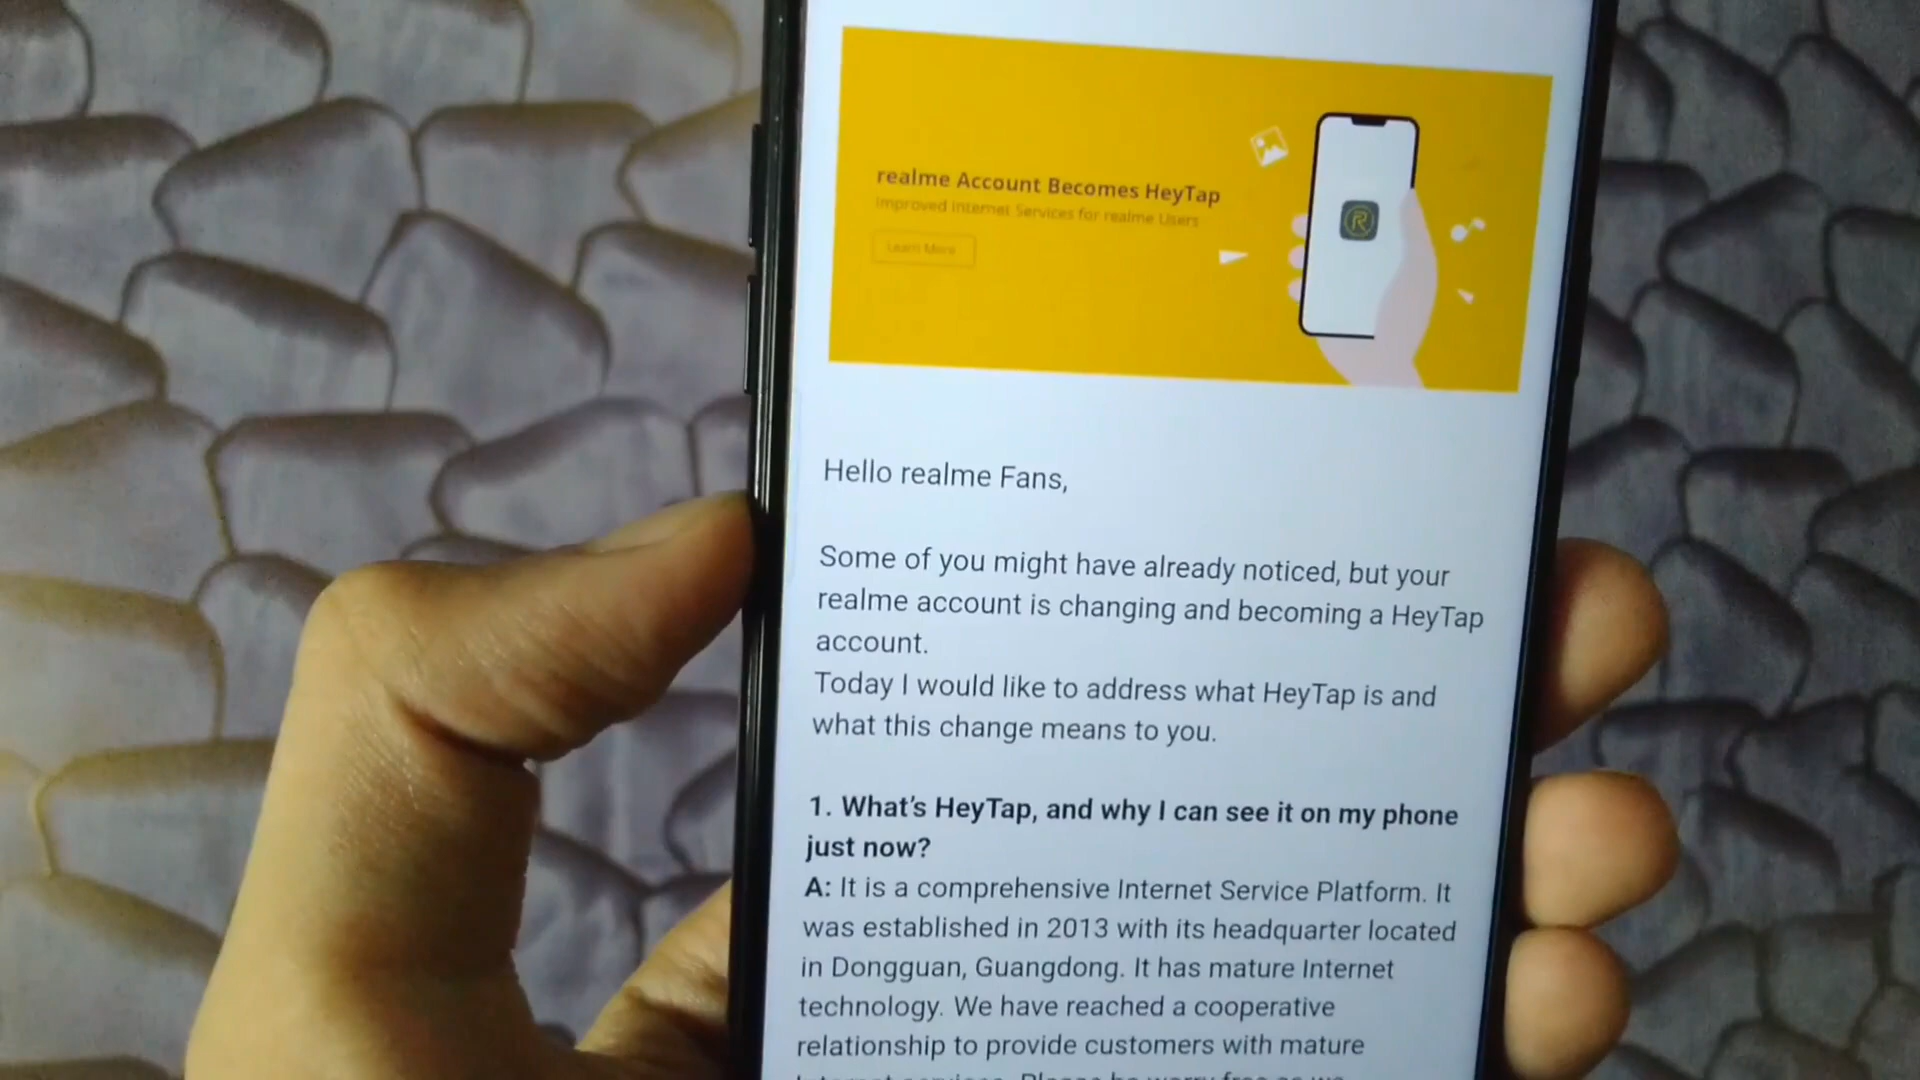 realme Account Becomes HeyTap
Improved Internet Services for realme Users
Learn More
R
Hello realme Fans,
Some of you might have already noticed, but your
realme account is changing and becoming a HeyTap
account.
Today I would like to address what HeyTap is and
what this change means to you.
1. What's HeyTap, and why I can see it on my phone
just now?
A: It is a comprehensive Internet Service Platform. It
was established in 2013 with its headquarter located
in Dongguan, Guangdong. It has mature Internet
technology. We have reached a cooperative
relationship to provide customers with mature